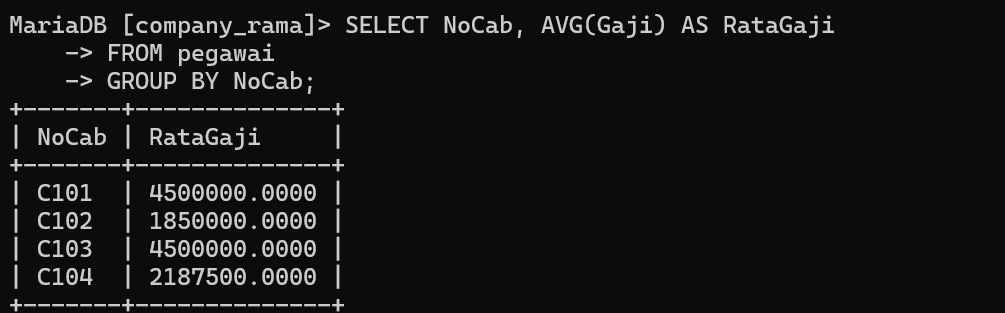 MariaDB [company_rama]> SELECT NoCab, AVG(Gaji) AS RataGaji
    -> FROM pegawai
    -> GROUP BY NoCab;
+-------+--------------+
| NoCab | RataGaji     |
+-------+--------------+
| C101  | 4500000.0000 |
| C102  | 1850000.0000 |
| C103  | 4500000.0000 |
| C104  | 2187500.0000 |
+-------+--------------+